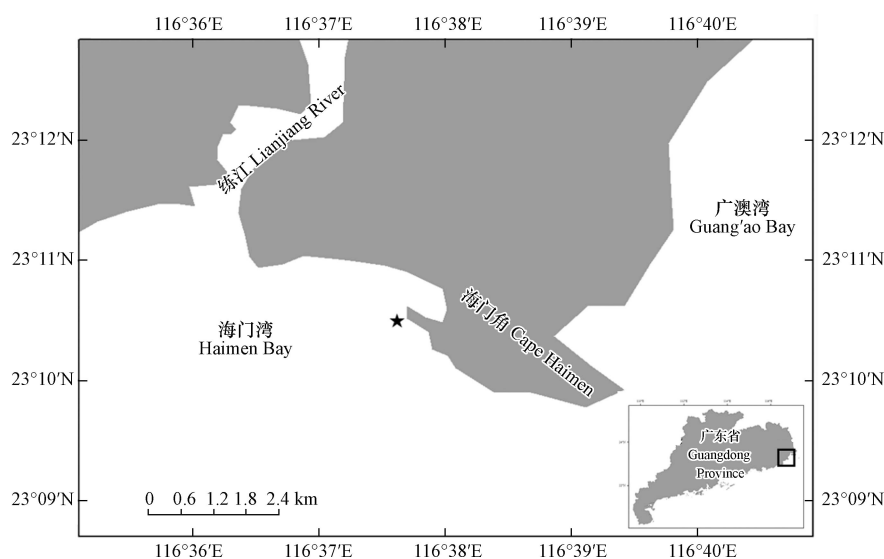 116°36′E 116°37′E 116°38′E 116°39′E 116°40′E
23°12′N 23°12′N
练江 Lianjiang River
广澳湾
Guang'ao Bay
23°11′N 23°11′N
海门角 Cape Haimen
海门湾
Haimen Bay
23°10′N 23°10′N
广东省
Guangdong
Province
0 0.6 1.2 1.8 2.4 km
23°09′N 23°09′N
116°36′E 116°37′E 116°38′E 116°39′E 116°40′E